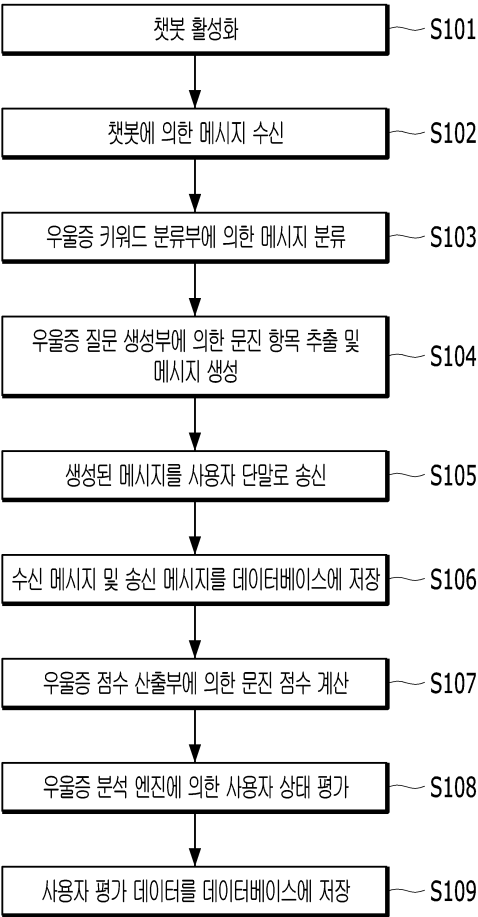 챗봇 활성화
S101
챗봇에 의한 메시지 수신
S102
우울증 키워드 분류부에 의한 메시지 분류
S103
우울증 질문 생성부에 의한 문진 항목 추출 및
메시지 생성
S104
생성된 메시지를 사용자 단말로 송신
S105
수신 메시지 및 송신 메시지를 데이터베이스에 저장
S106
우울증 점수 산출부에 의한 문진 점수 계산
S107
우울증 분석 엔진에 의한 사용자 상태 평가
S108
사용자 평가 데이터를 데이터베이스에 저장
S109